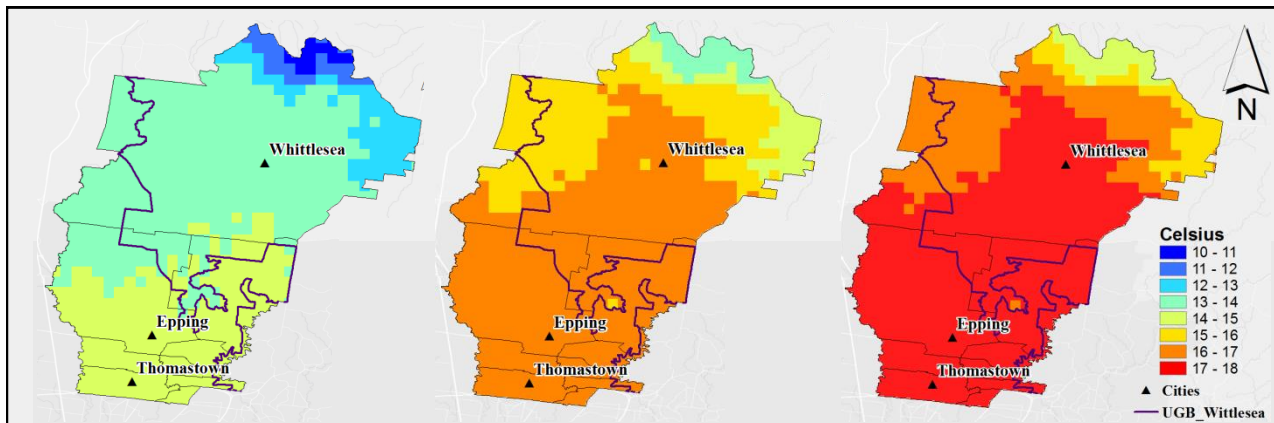 Whittlesea
Epping
Thomastown
Whittlesea
Epping
Thomastown
Whittlesea
Epping
Thomastown
N
Celsius
10 - 11
11 - 12
12 - 13
13 - 14
14 - 15
15 - 16
16 - 17
17 - 18
Cities
UGB_Wittlesea